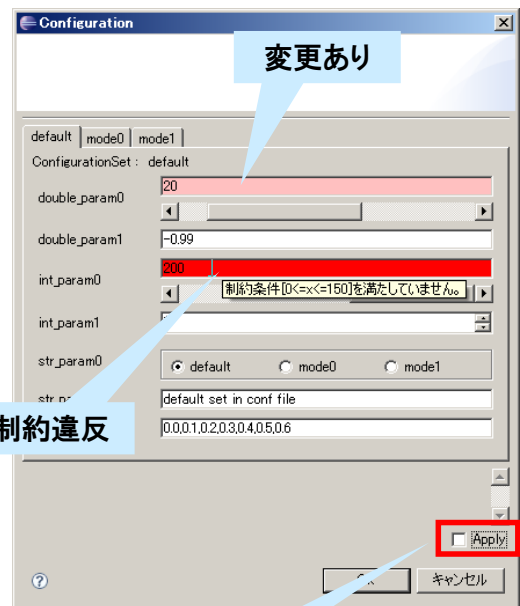 Configuration
変更あり
default mode0 mode1
ConfigurationSet : default
double_param0 20
double_param1 -0.99
int_param0 200
制約条件[0<=x<=150]を満たしていません。
int_param1
str_param0 default mode0 mode1
default set in conf file
制約違反
0.0,0.1,0.2,0.3,0.4,0.5,0.6
Apply
キャンセル